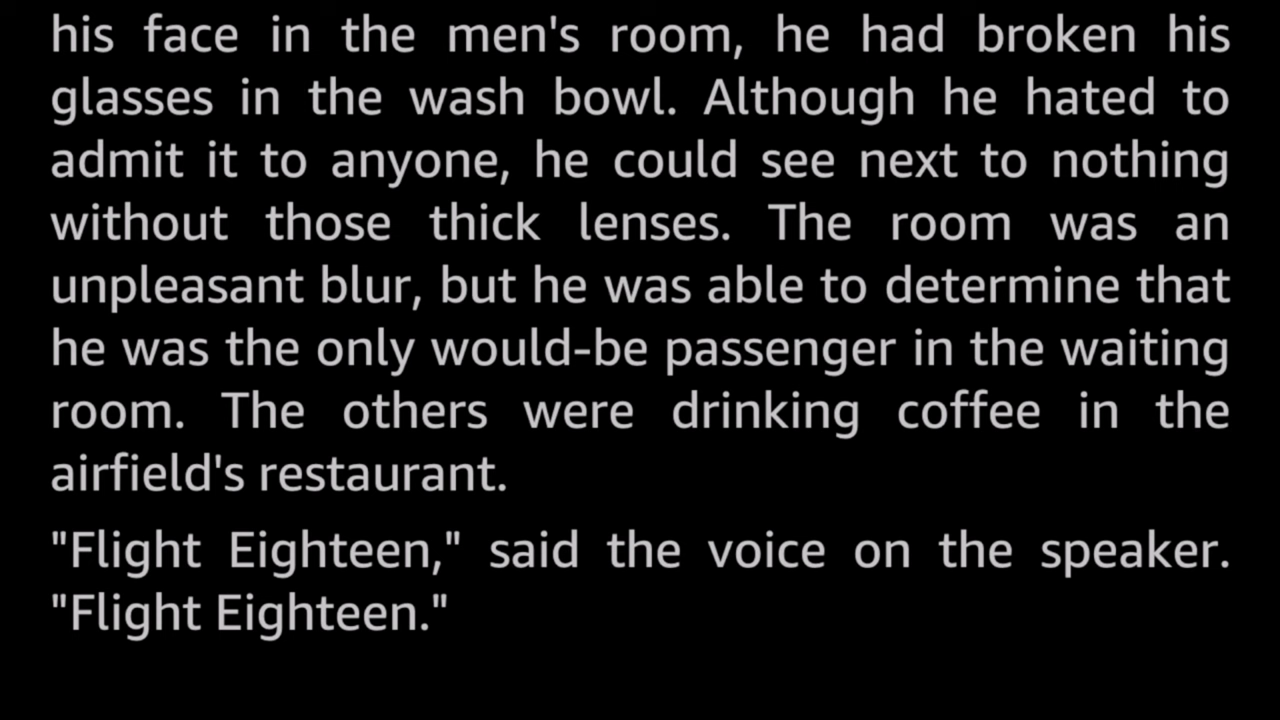 his face in the men's room, he had broken his
glasses in the wash bowl. Although he hated to
admit it to anyone, he could see next to nothing
without those thick lenses. The room was an
unpleasant blur, but he was able to determine that
he was the only would-be passenger in the waiting
room. The others were drinking coffee in the
airfield's restaurant.
"Flight Eighteen," said the voice on the speaker.
"Flight Eighteen."